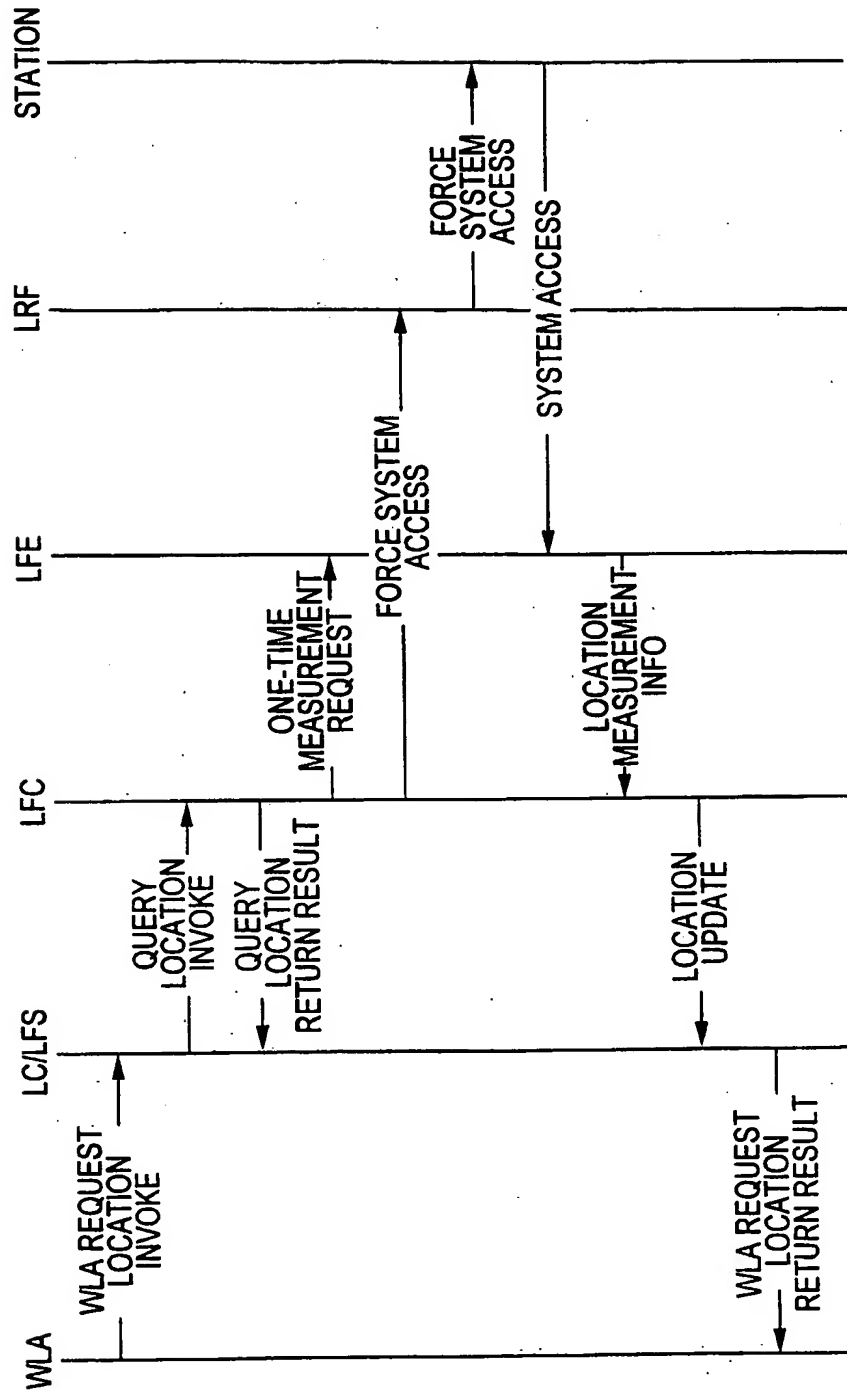 WLA
LC/LFS
LFC
LFE
LRF
STATION
WLA REQUEST
LOCATION
INVOKE
QUERY
LOCATION
INVOKE
QUERY
LOCATION
RETURN RESULT
ONE-TIME
MEASUREMENT
REQUEST
FORCE SYSTEM
ACCESS
FORCE
SYSTEM
ACCESS
SYSTEM ACCESS
LOCATION
MEASUREMENT
INFO
LOCATION
UPDATE
WLA REQUEST
LOCATION
RETURN RESULT